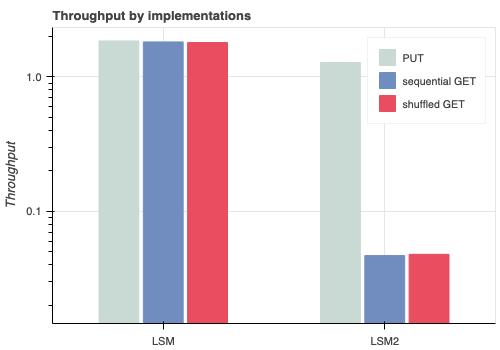 Throughput by implementations
Throughput
1.0
0.1
PUT
sequential GET
shuffled GET
LSM
LSM2